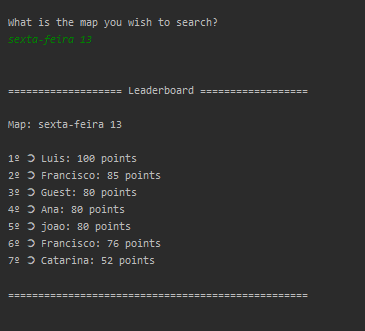 What is the map you wish to search?
sexta-feira 13
=================== Leaderboard ==================
Map: sexta-feira 13
1º ➲ Luis: 100 points
2º ➲ Francisco: 85 points
3º ➲ Guest: 80 points
4º ➲ Ana: 80 points
5º ➲ joao: 80 points
6º ➲ Francisco: 76 points
7º ➲ Catarina: 52 points
==================================================